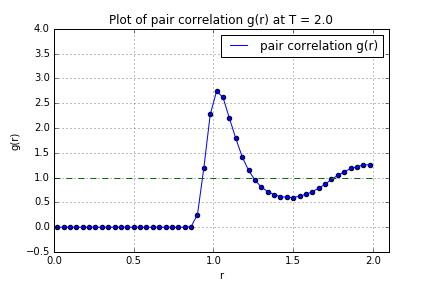 Plot of pair correlation g(r) at T = 2.0
4.0
3.5
3.0
2.5
2.0
1.5
1.0
0.5
0.0
−0.5
g(r)
pair correlation g(r)
0.0 0.5 1.0 1.5 2.0
r